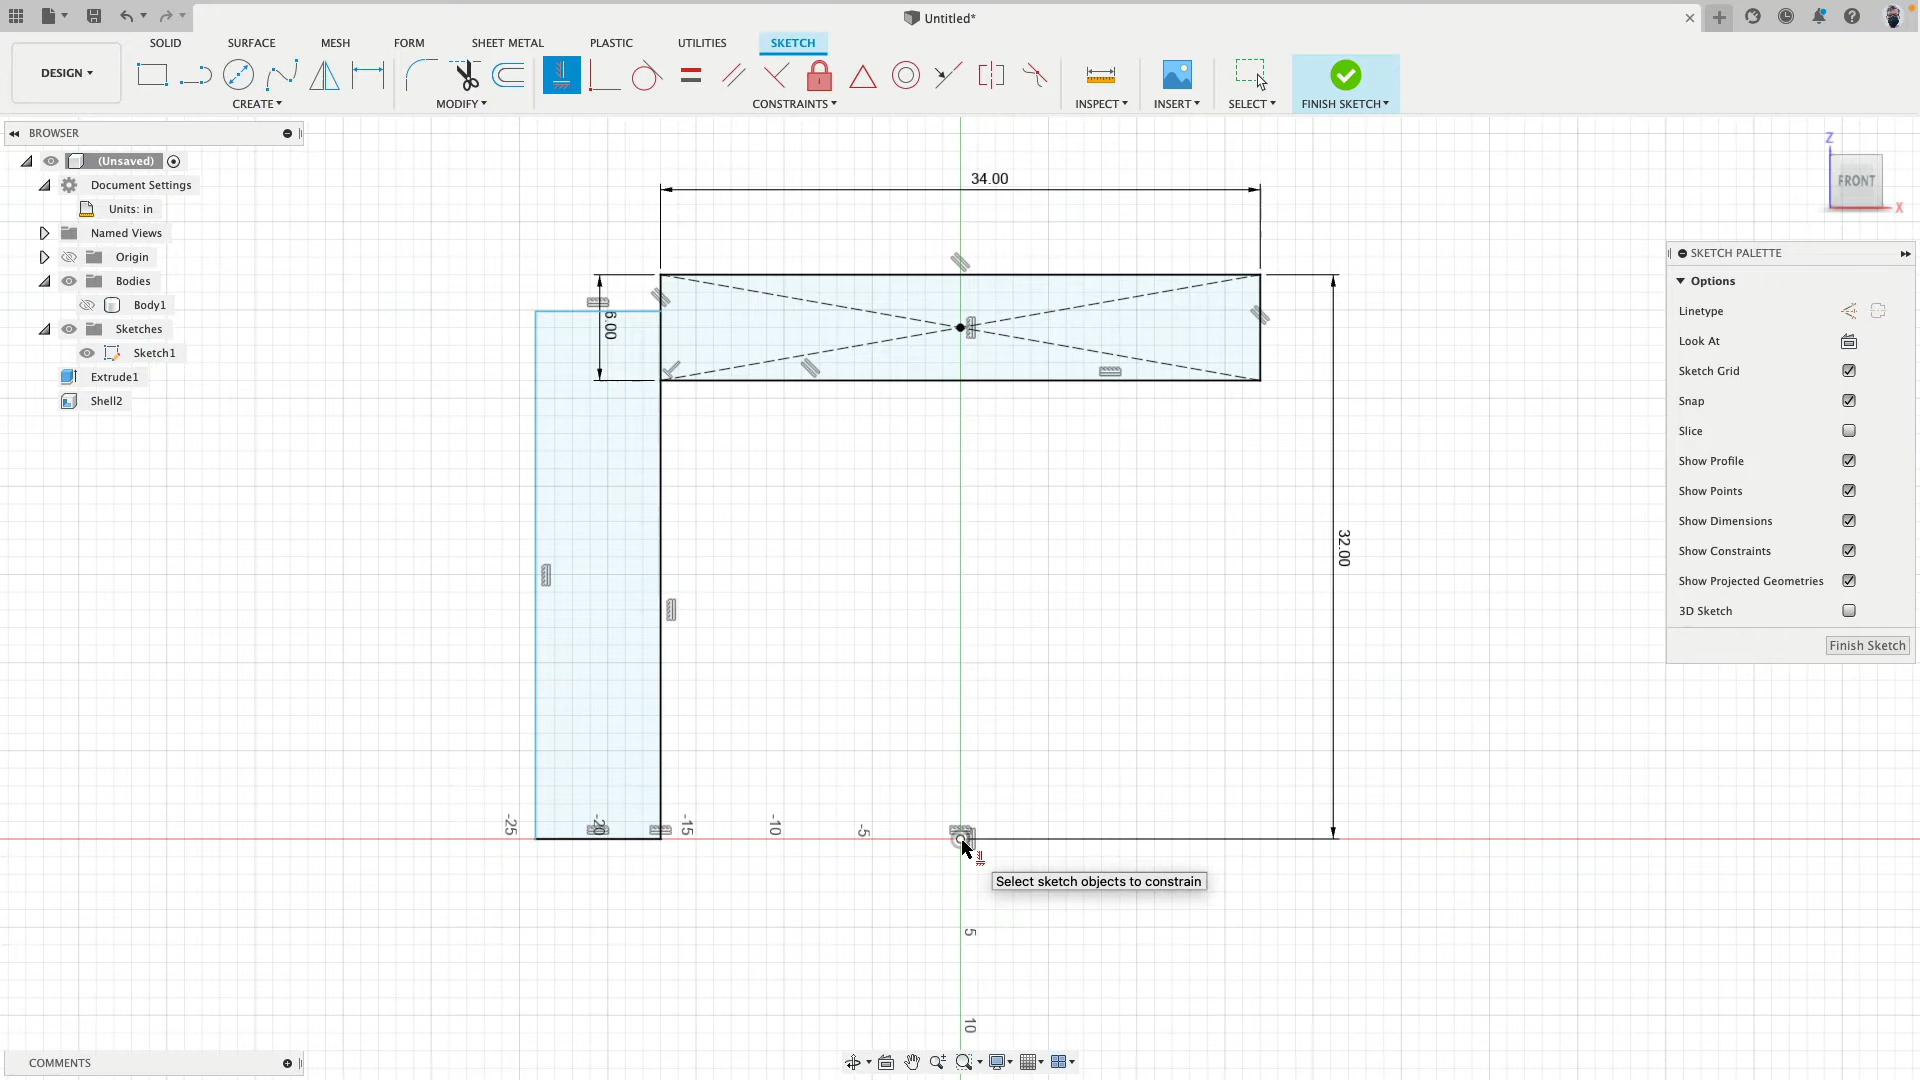 Untitled*
SOLID SURFACE MESH FORM SHEET METAL PLASTIC UTILITIES SKETCH
DESIGN
CREATE MODIFY CONSTRAINTS INSPECT INSERT SELECT FINISH SKETCH
BROWSER
(Unsaved)
Document Settings
Units: in
Named Views
Origin
Bodies
Body1
Sketches
Sketch1
Extrude1
Shell2
34.00
6.00
32.00
-25
-20
-15
-10
-5
5
10
Select sketch objects to constrain
Z
FRONT
X
SKETCH PALETTE
Options
Linetype
Look At
Sketch Grid
Snap
Slice
Show Profile
Show Points
Show Dimensions
Show Constraints
Show Projected Geometries
3D Sketch
Finish Sketch
COMMENTS